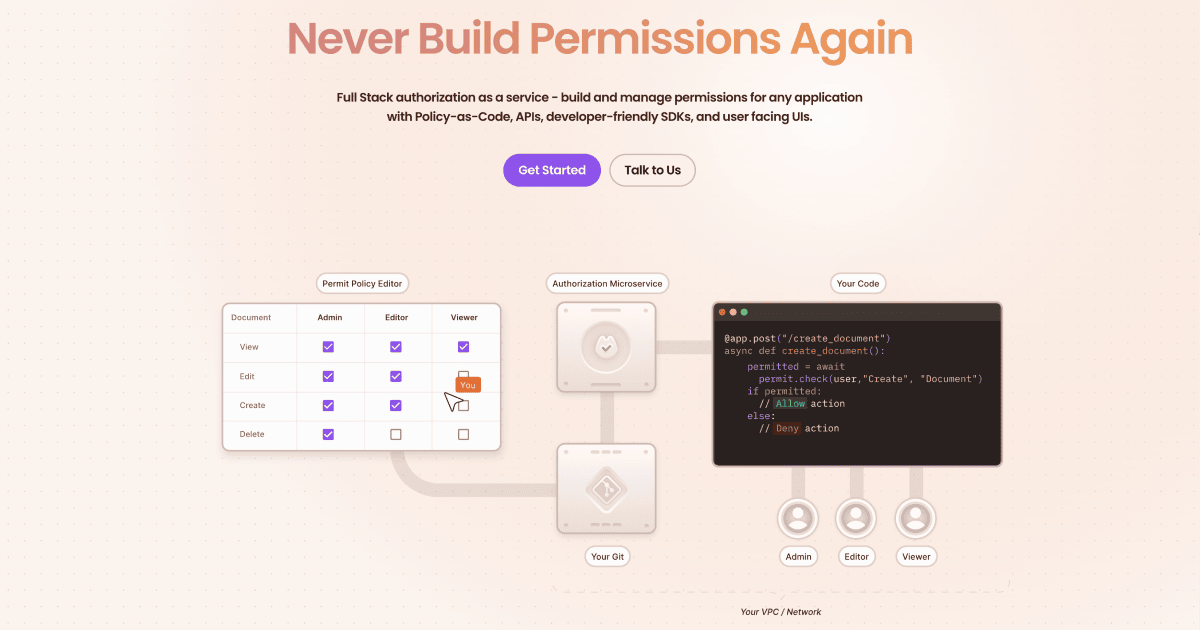 Never Build Permissions Again
Full Stack authorization as a service - build and manage permissions for any application
with Policy-as-Code, APIs, developer-friendly SDKs, and user facing UIs.
Get Started
Talk to Us
Permit Policy Editor
Document Admin Editor Viewer
View
Edit
You
Create
Delete
Authorization Microservice
Your Git
Your Code
@app.post("/create_document")
async def create_document():
permitted = await
permit.check(user,"Create", "Document")
if permitted:
// Allow action
else:
// Deny action
Admin
Editor
Viewer
Your VPC / Network